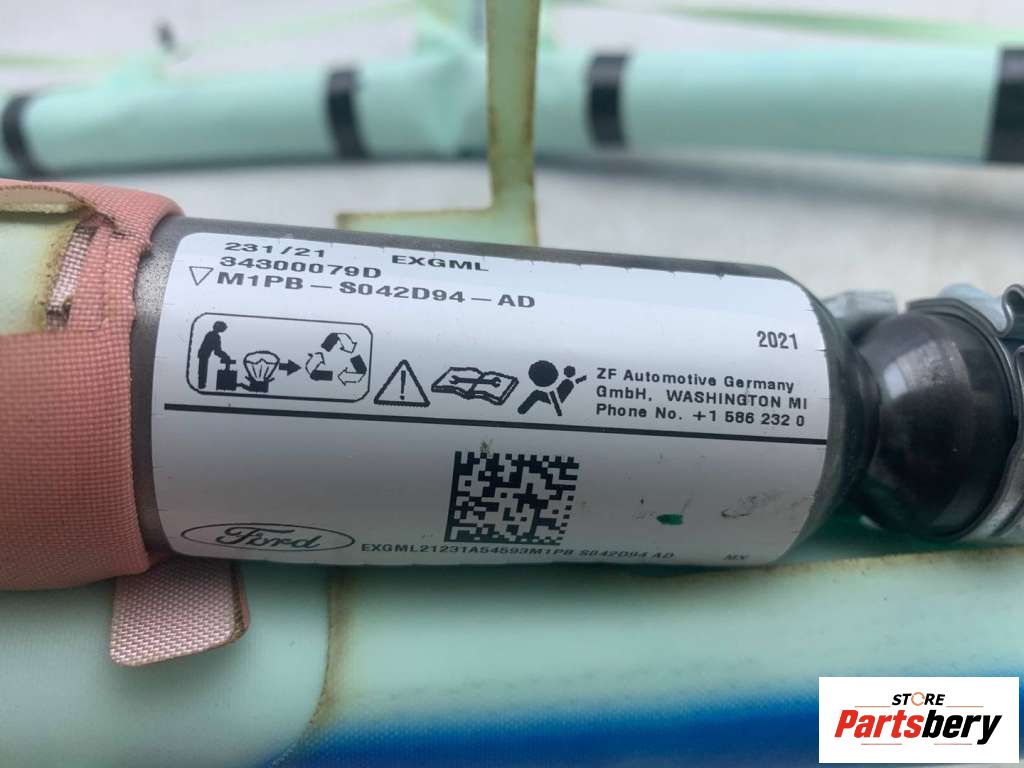 231/21 EXGML
34300079D
M1PB-S042D94-AD
2021
ZF Automotive Germany
GmbH, WASHINGTON MI
Phone No. +1 586 232 0
Ford
EXGML21231A54593M1PB S042D94 AD MX
STORE
Partsbery